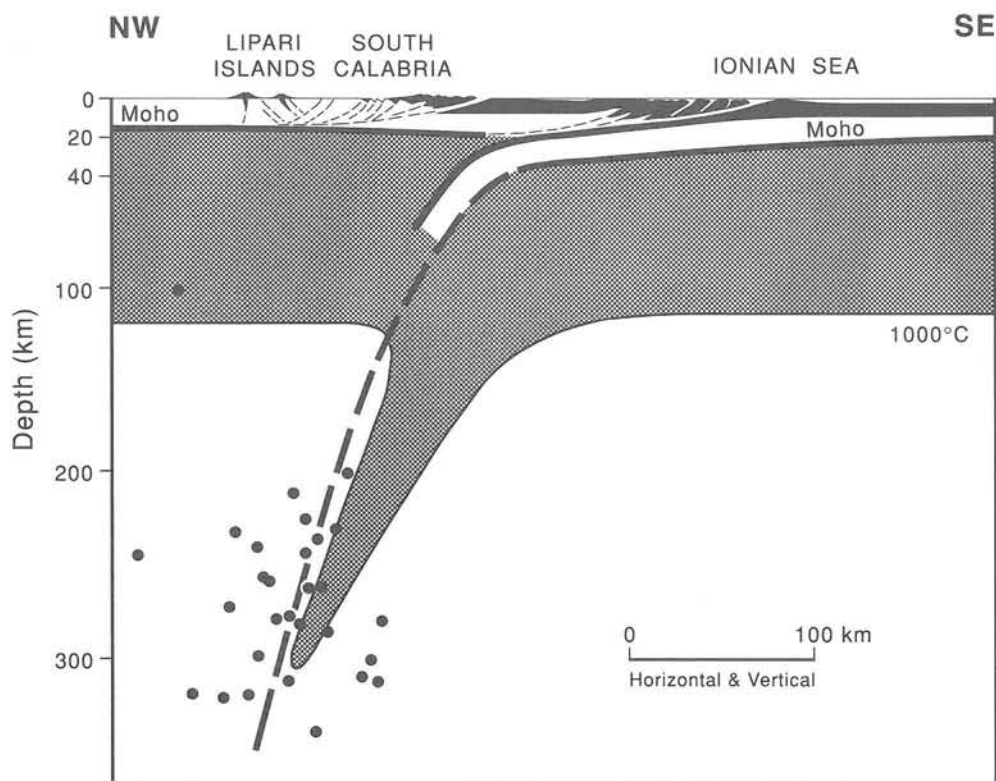 NW
SE
LIPARI
ISLANDS
SOUTH
CALABRIA
IONIAN SEA
0
Moho
Moho
20
40
100
1000°C
Depth (km)
200
300
0
100 km
Horizontal & Vertical